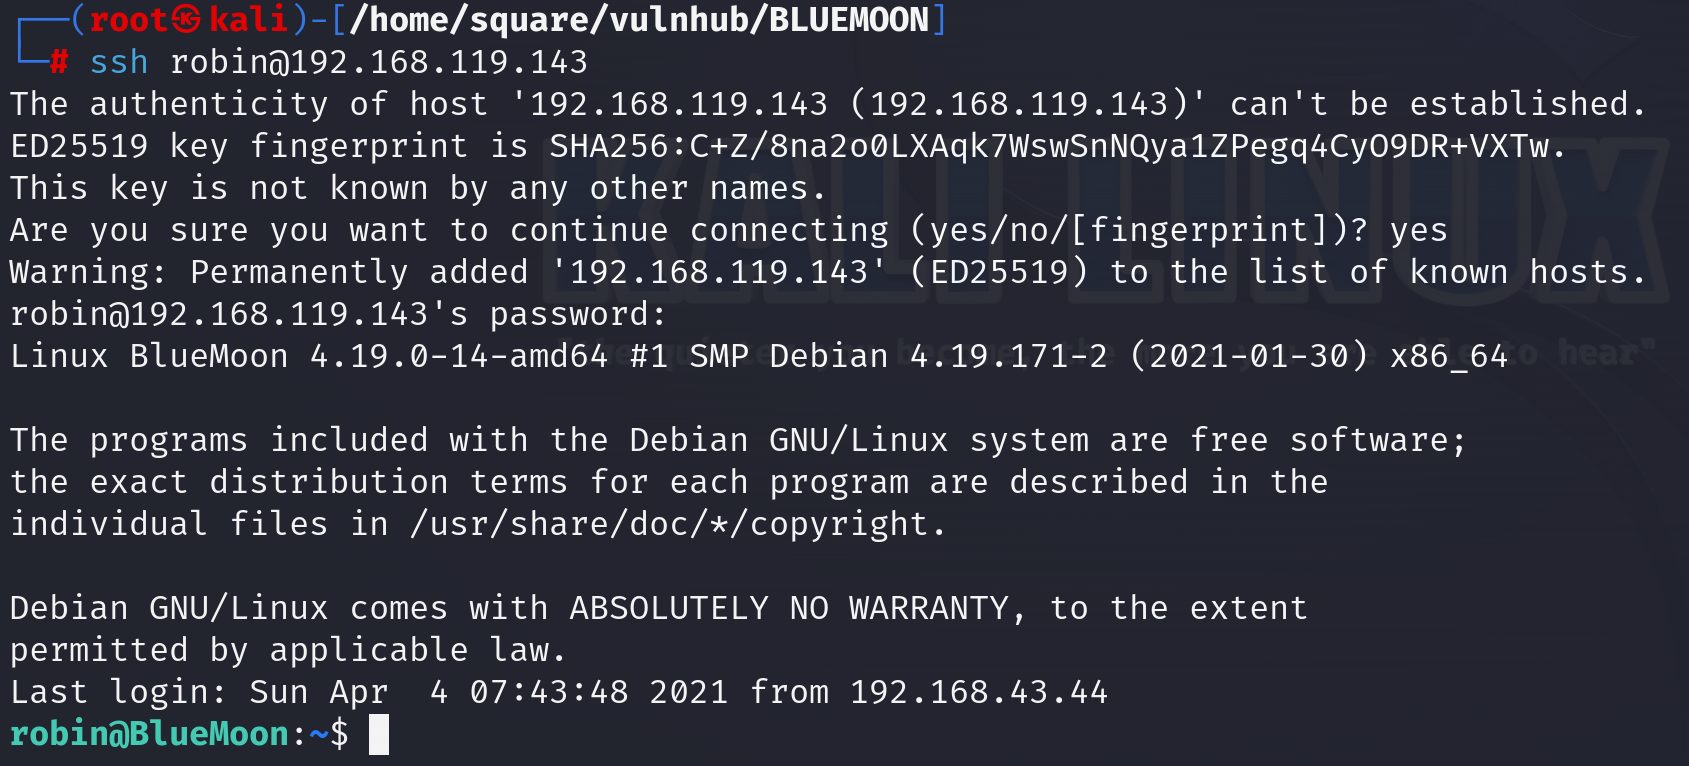 (root㉿kali)-[/home/square/vulnhub/BLUEMOON]
# ssh robin@192.168.119.143
The authenticity of host '192.168.119.143 (192.168.119.143)' can't be established.
ED25519 key fingerprint is SHA256:C+Z/8na2o0LXAqk7WswSnNQya1ZPegq4CyO9DR+VXTw.
This key is not known by any other names.
Are you sure you want to continue connecting (yes/no/[fingerprint])? yes
Warning: Permanently added '192.168.119.143' (ED25519) to the list of known hosts.
robin@192.168.119.143's password:
Linux BlueMoon 4.19.0-14-amd64 #1 SMP Debian 4.19.171-2 (2021-01-30) x86_64
The programs included with the Debian GNU/Linux system are free software;
the exact distribution terms for each program are described in the
individual files in /usr/share/doc/*/copyright.
Debian GNU/Linux comes with ABSOLUTELY NO WARRANTY, to the extent
permitted by applicable law.
Last login: Sun Apr  4 07:43:48 2021 from 192.168.43.44
robin@BlueMoon:~$
KALI LINUX
hear"